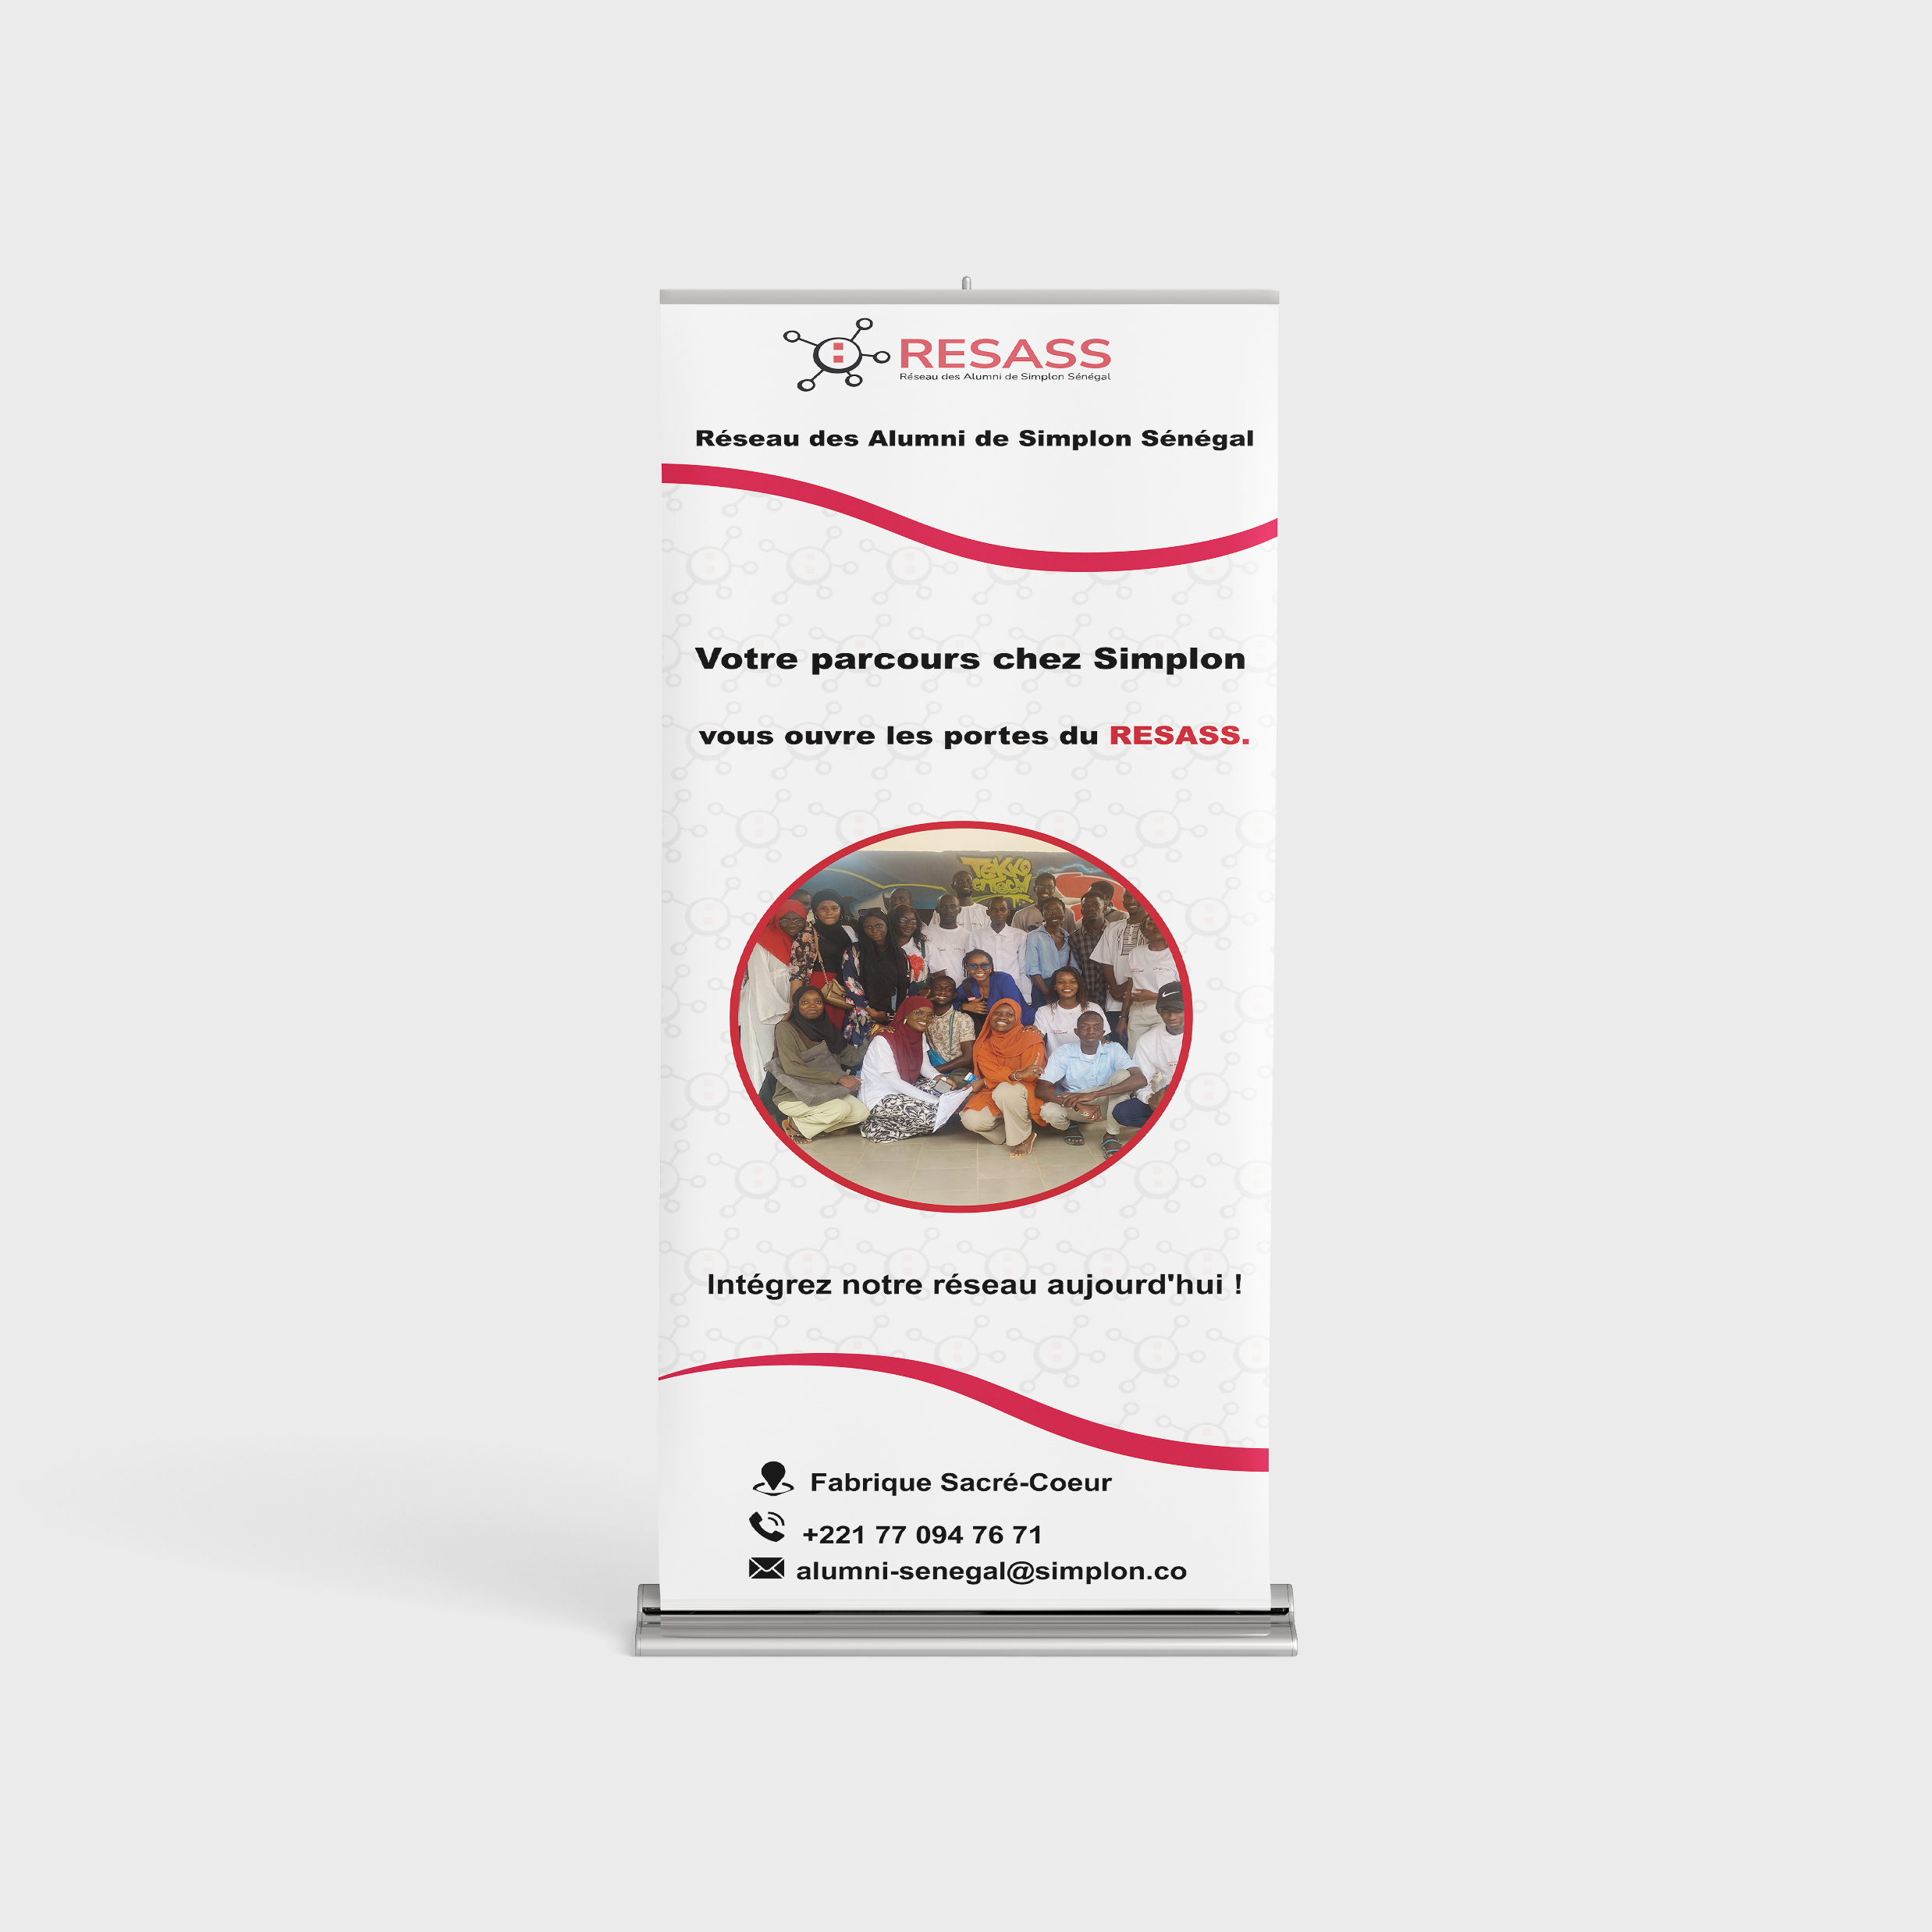 RESASS
Réseau des Alumni de Simplon Sénégal
Réseau des Alumni de Simplon Sénégal
Votre parcours chez Simplon
vous ouvre les portes du RESASS.
TEKKI
Intégrez notre réseau aujourd'hui !
Fabrique Sacré-Coeur
+221 77 094 76 71
alumni-senegal@simplon.co